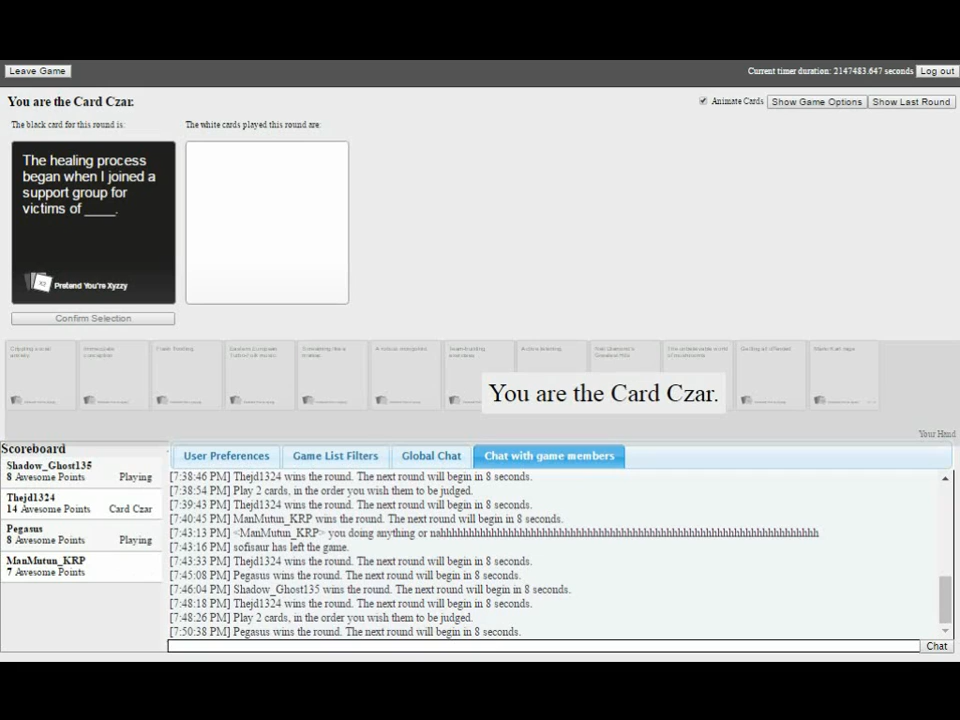 Leave Game
Current timer duration: 2147483.647 seconds
Log out
You are the Card Czar.
Animate Cards
Show Game Options
Show Last Round
The black card for this round is:
The white cards played this round are:
The healing process
began when I joined a
support group for
victims of ____.
Pretend You're Xyzzy
Confirm Selection
You are the Card Czar.
Your Hand
Scoreboard
User Preferences
Game List Filters
Global Chat
Chat with game members
Shadow_Ghost135
8 Awesome Points Playing
Thejd1324
14 Awesome Points Card Czar
Pegasus
8 Awesome Points Playing
ManMutun_KRP
7 Awesome Points
[7:38:46 PM] Thejd1324 wins the round. The next round will begin in 8 seconds.
[7:38:54 PM] Play 2 cards, in the order you wish them to be judged.
[7:39:43 PM] Thejd1324 wins the round. The next round will begin in 8 seconds.
[7:40:45 PM] ManMutun_KRP wins the round. The next round will begin in 8 seconds.
[7:43:13 PM] <ManMutun_KRP> you doing anything or
[7:43:16 PM] sofisaur has left the game.
[7:43:33 PM] Thejd1324 wins the round. The next round will begin in 8 seconds.
[7:45:08 PM] Pegasus wins the round. The next round will begin in 8 seconds.
[7:46:04 PM] Shadow_Ghost135 wins the round. The next round will begin in 8 seconds.
[7:48:18 PM] Thejd1324 wins the round. The next round will begin in 8 seconds.
[7:48:26 PM] Play 2 cards, in the order you wish them to be judged.
[7:50:38 PM] Pegasus wins the round. The next round will begin in 8 seconds.
Chat